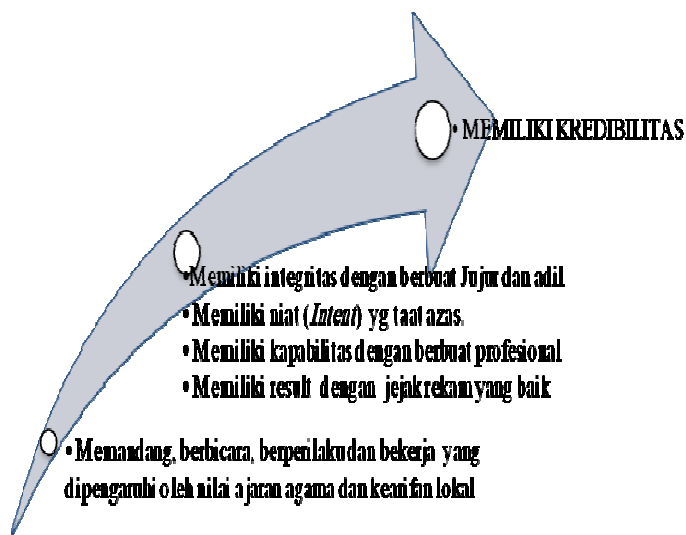 • MEMILIKI KREDIBILITAS
•Memiliki integritas dengan berbuat Jujur dan adil
• Memiliki niat (Intent) yg taat azas.
• Memiliki kapabilitas dengan berbuat profesional
• Memiliki result dengan jejak rekam yang baik
• Memandang, berbicara, berperilaku dan bekerja yang
dipengaruhi oleh nilai ajaran agama dan kearifan lokal